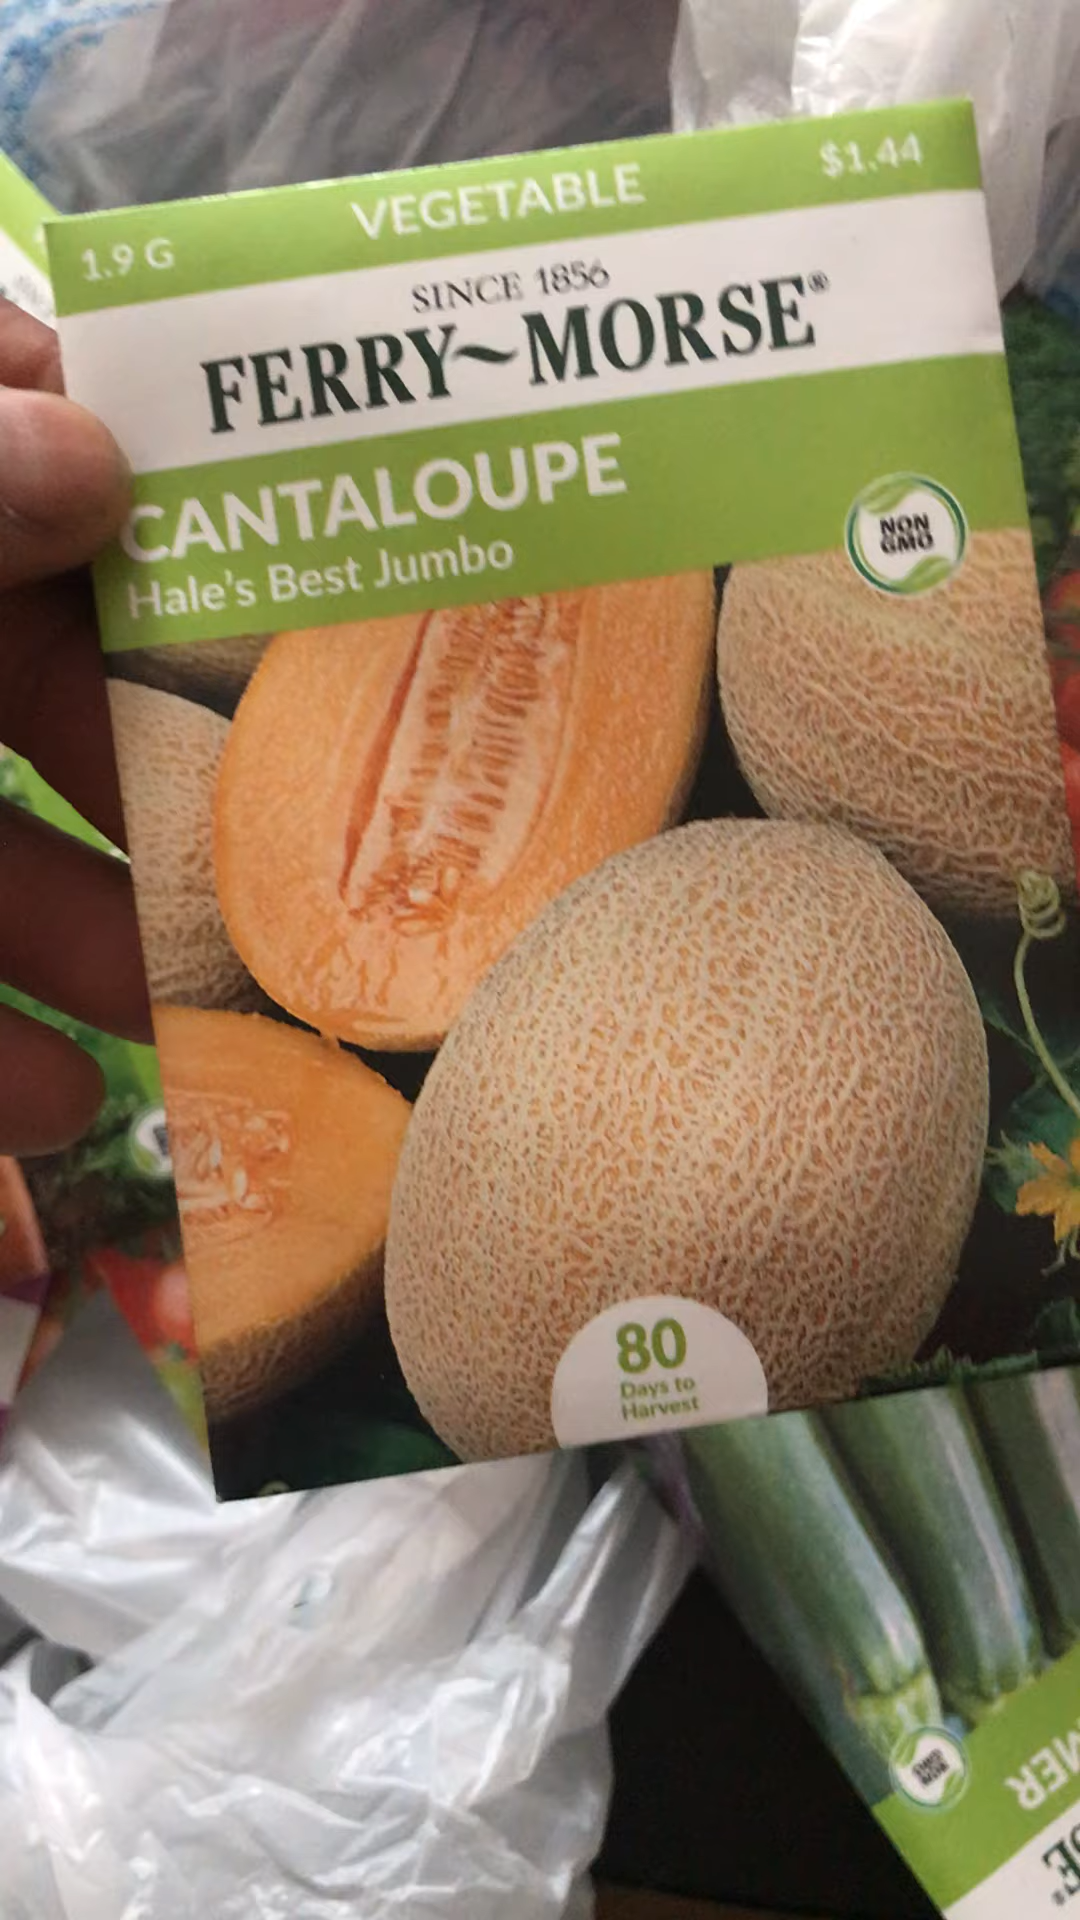 1.9 G VEGETABLE $1.44
SINCE 1856
FERRY~MORSE®
CANTALOUPE
Hale's Best Jumbo
NON
GMO
80
Days to
Harvest